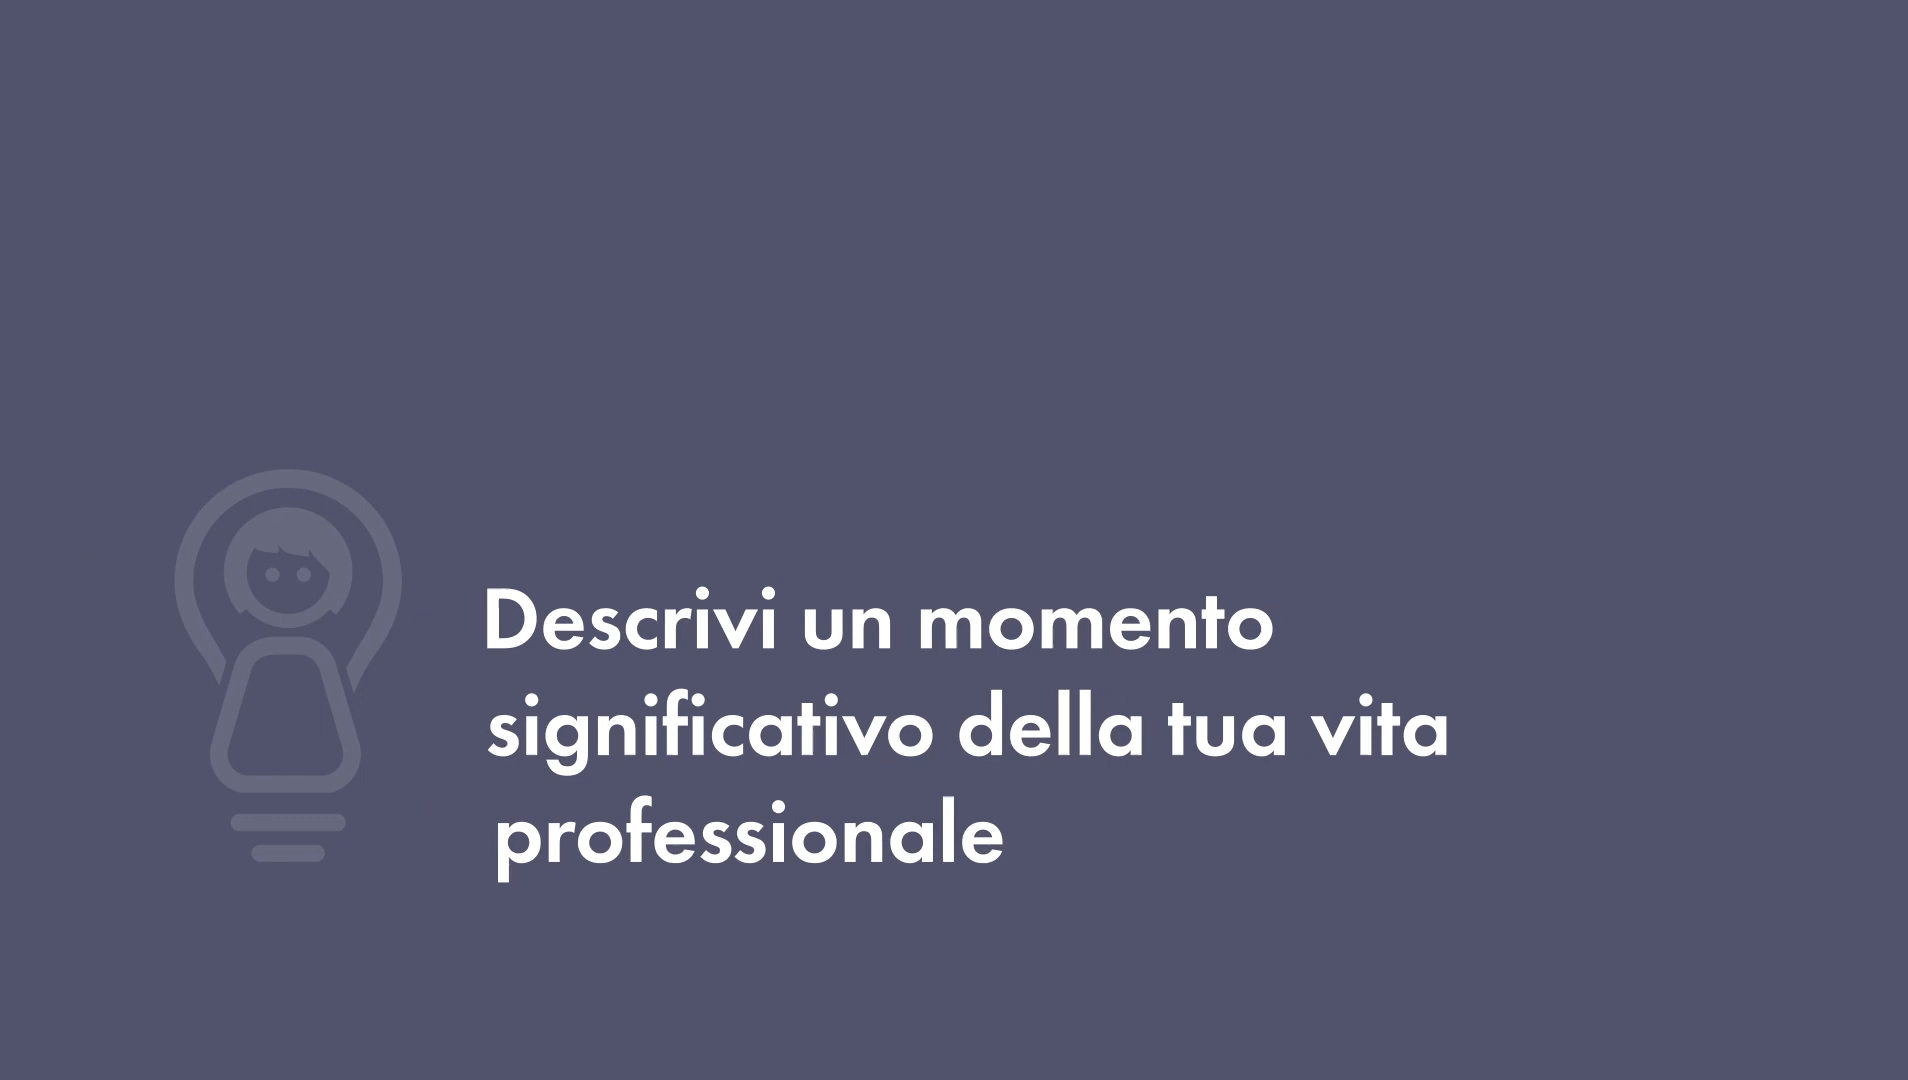 Descrivi un momento
significativo della tua vita
professionale